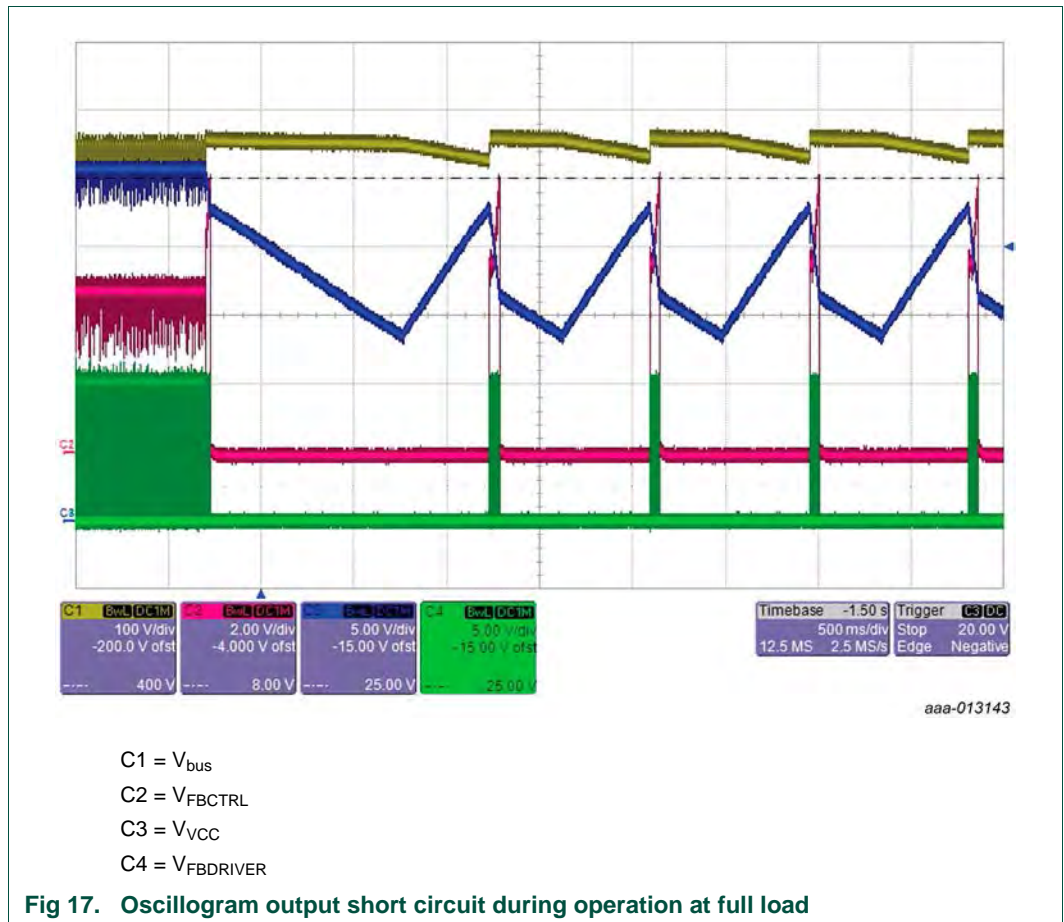 C2
C3
C1 BwL DC1M
100 V/div
-200.0 V ofst
400 V
C2 BwL DC1M
2.00 V/div
-4.000 V ofst
8.00 V
C3 BwL DC1M
5.00 V/div
-15.00 V ofst
25.00 V
C4 BwL DC1M
5.00 V/div
-15.00 V ofst
25.00 V
Timebase -1.50 s
500 ms/div
12.5 MS 2.5 MS/s
Trigger C3 DC
Stop 20.00 V
Edge Negative
aaa-013143
C1 = Vbus
C2 = VFBCTRL
C3 = VVCC
C4 = VFBDRIVER
Fig 17. Oscillogram output short circuit during operation at full load